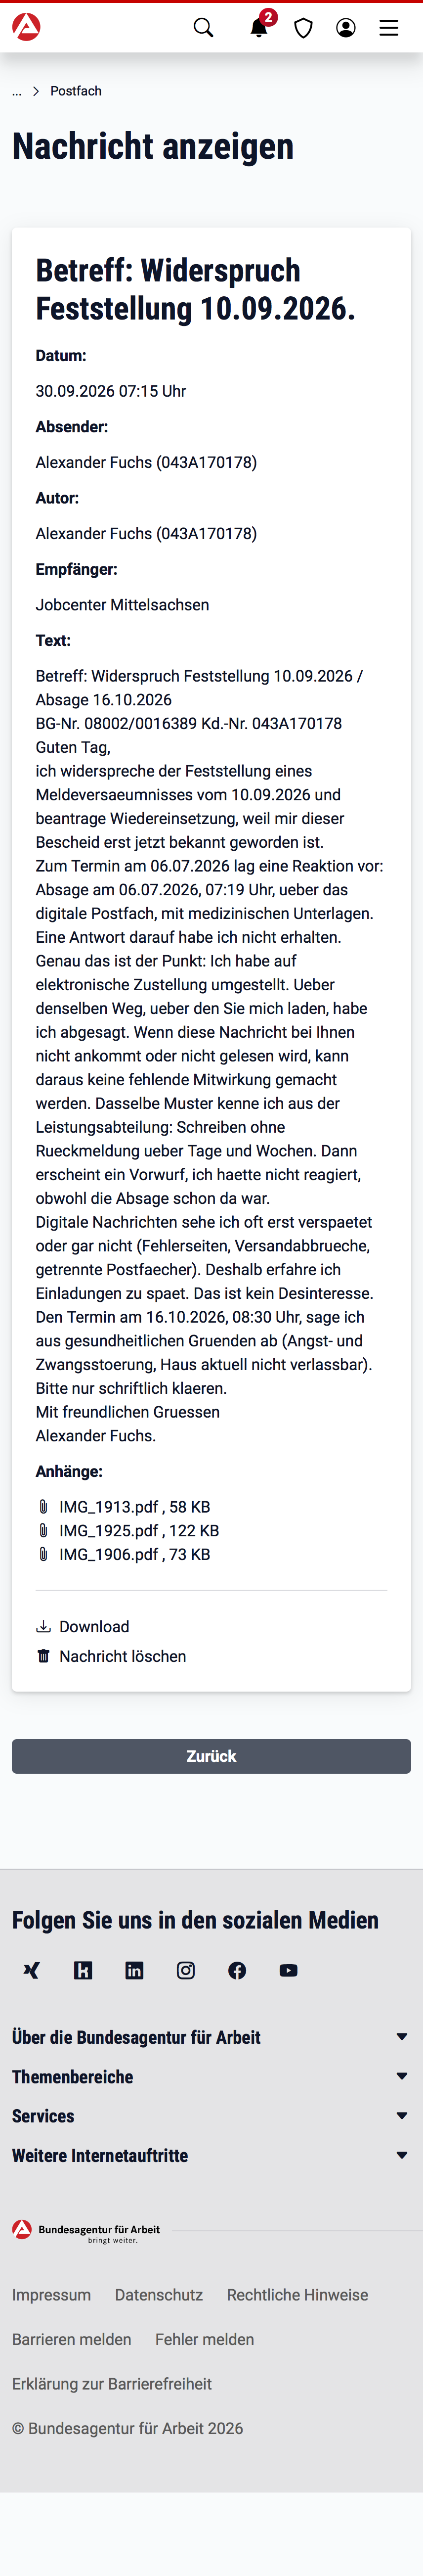 2
... > Postfach
Nachricht anzeigen
Betreff: Widerspruch
Feststellung 10.09.2026.
Datum:
30.09.2026 07:15 Uhr
Absender:
Alexander Fuchs (043A170178)
Autor:
Alexander Fuchs (043A170178)
Empfänger:
Jobcenter Mittelsachsen
Text:
Betreff: Widerspruch Feststellung 10.09.2026 /
Absage 16.10.2026
BG-Nr. 08002/0016389 Kd.-Nr. 043A170178
Guten Tag,
ich widerspreche der Feststellung eines
Meldeversaeumnisses vom 10.09.2026 und
beantrage Wiedereinsetzung, weil mir dieser
Bescheid erst jetzt bekannt geworden ist.
Zum Termin am 06.07.2026 lag eine Reaktion vor:
Absage am 06.07.2026, 07:19 Uhr, ueber das
digitale Postfach, mit medizinischen Unterlagen.
Eine Antwort darauf habe ich nicht erhalten.
Genau das ist der Punkt: Ich habe auf
elektronische Zustellung umgestellt. Ueber
denselben Weg, ueber den Sie mich laden, habe
ich abgesagt. Wenn diese Nachricht bei Ihnen
nicht ankommt oder nicht gelesen wird, kann
daraus keine fehlende Mitwirkung gemacht
werden. Dasselbe Muster kenne ich aus der
Leistungsabteilung: Schreiben ohne
Rueckmeldung ueber Tage und Wochen. Dann
erscheint ein Vorwurf, ich haette nicht reagiert,
obwohl die Absage schon da war.
Digitale Nachrichten sehe ich oft erst verspaetet
oder gar nicht (Fehlerseiten, Versandabbrueche,
getrennte Postfaecher). Deshalb erfahre ich
Einladungen zu spaet. Das ist kein Desinteresse.
Den Termin am 16.10.2026, 08:30 Uhr, sage ich
aus gesundheitlichen Gruenden ab (Angst- und
Zwangsstoerung, Haus aktuell nicht verlassbar).
Bitte nur schriftlich klaeren.
Mit freundlichen Gruessen
Alexander Fuchs.
Anhänge:
IMG_1913.pdf , 58 KB
IMG_1925.pdf , 122 KB
IMG_1906.pdf , 73 KB
Download
Nachricht löschen
Zurück
Folgen Sie uns in den sozialen Medien
Über die Bundesagentur für Arbeit
Themenbereiche
Services
Weitere Internetauftritte
Bundesagentur für Arbeit
bringt weiter.
Impressum Datenschutz Rechtliche Hinweise
Barrieren melden Fehler melden
Erklärung zur Barrierefreiheit
© Bundesagentur für Arbeit 2026